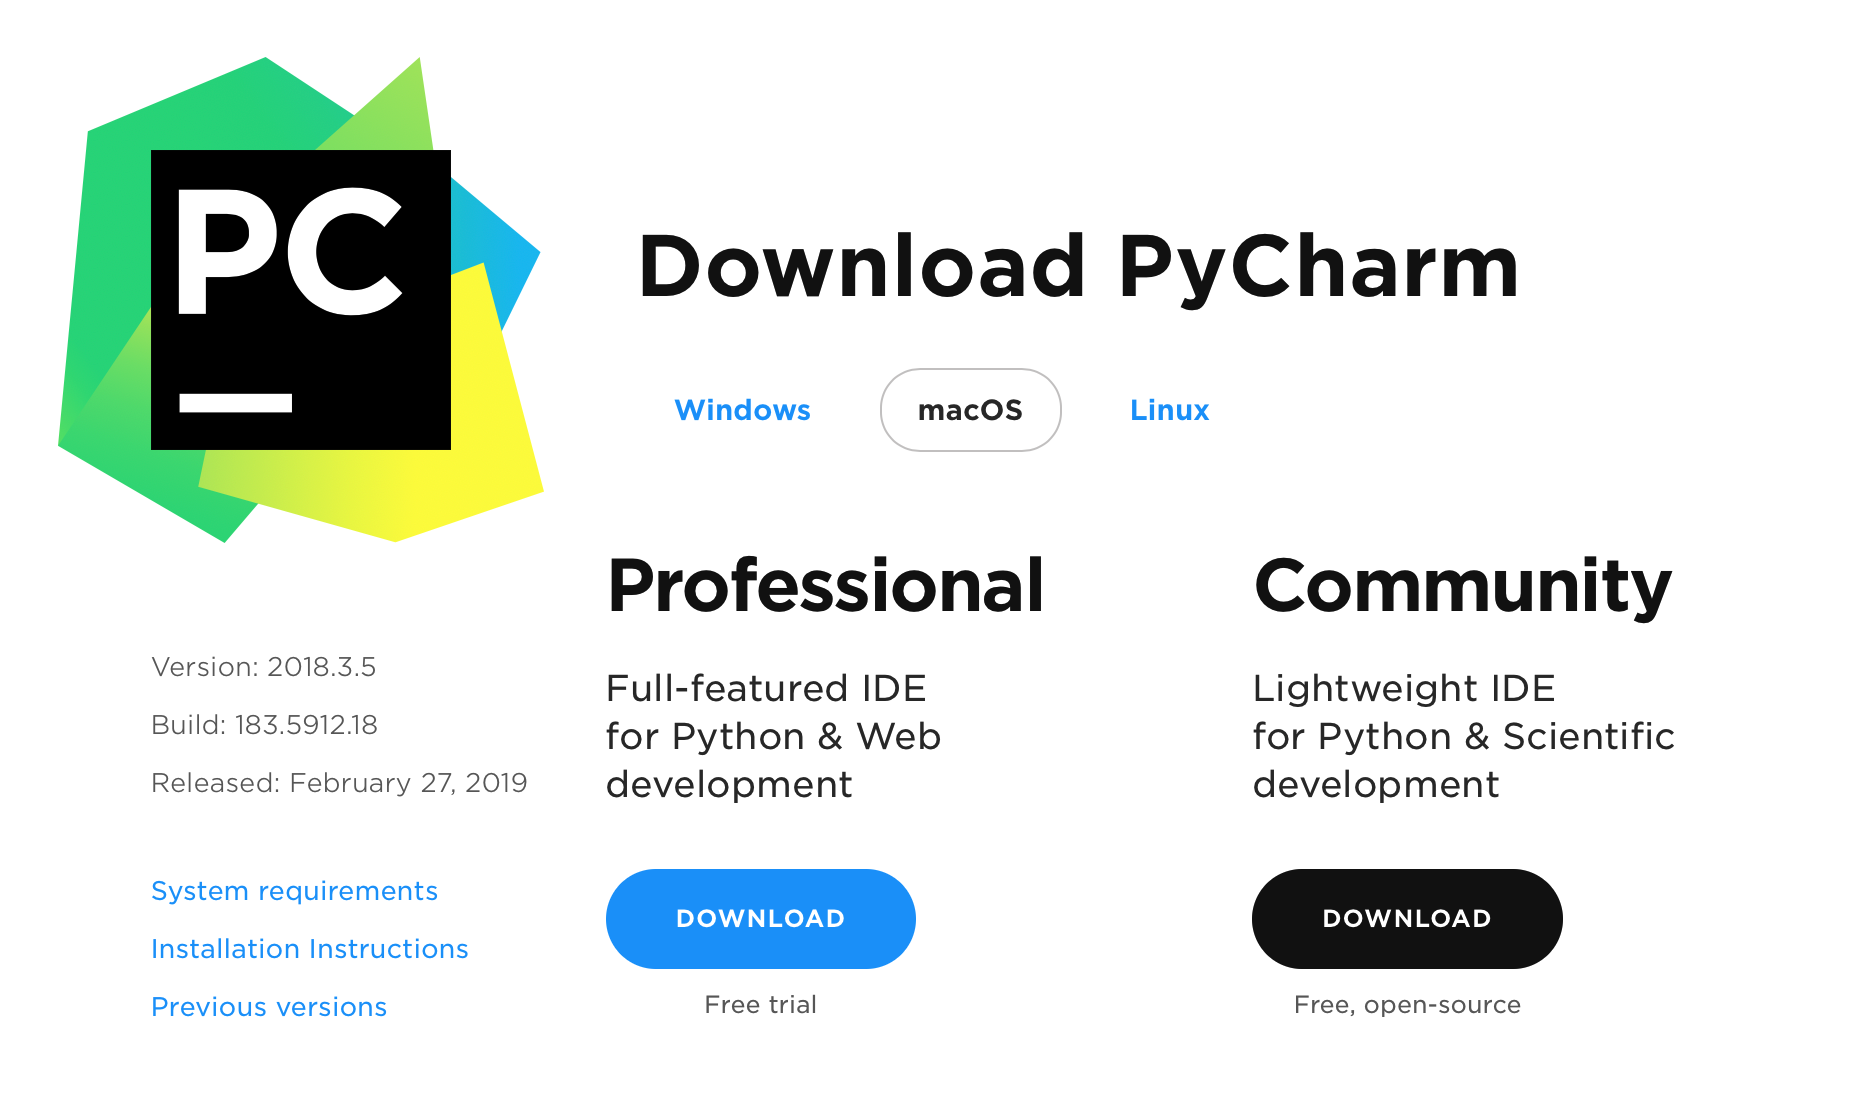 PC
Download PyCharm
Windows
macOS
Linux
Version: 2018.3.5
Build: 183.5912.18
Released: February 27, 2019
System requirements
Installation Instructions
Previous versions
Professional
Full-featured IDE
for Python & Web
development
DOWNLOAD
Free trial
Community
Lightweight IDE
for Python & Scientific
development
DOWNLOAD
Free, open-source